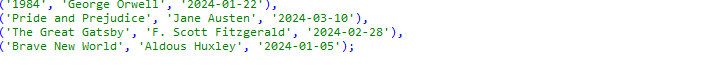 ('1984', 'George Orwell', '2024-01-22'),
('Pride and Prejudice', 'Jane Austen', '2024-03-10'),
('The Great Gatsby', 'F. Scott Fitzgerald', '2024-02-28'),
('Brave New World', 'Aldous Huxley', '2024-01-05');